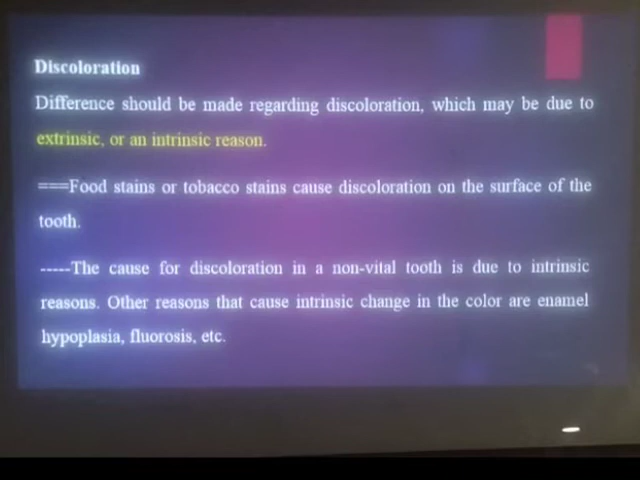 Discoloration
Difference should be made regarding discoloration, which may be due to
extrinsic, or an intrinsic reason.
===Food stains or tobacco stains cause discoloration on the surface of the
tooth.
-----The cause for discoloration in a non-vital tooth is due to intrinsic
reasons. Other reasons that cause intrinsic change in the color are enamel
hypoplasia, fluorosis, etc.